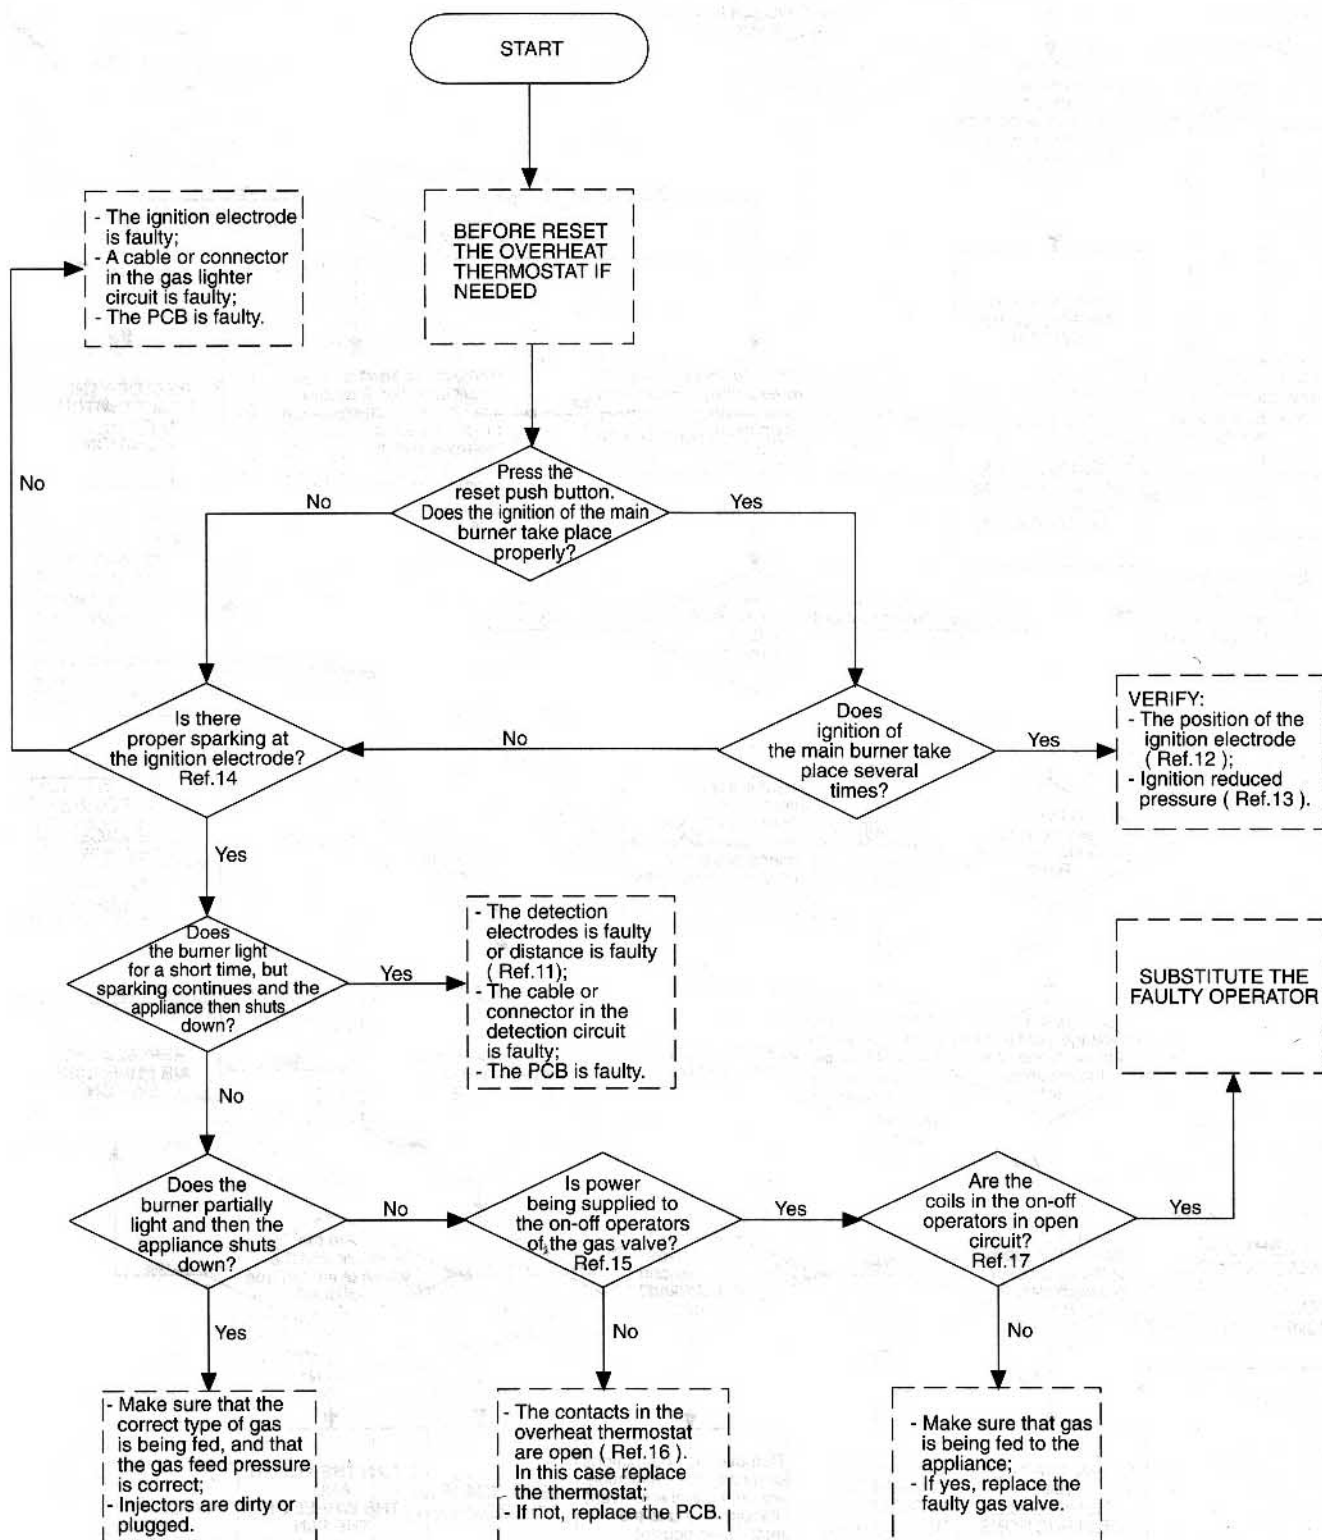 START
BEFORE RESET
THE OVERHEAT
THERMOSTAT IF
NEEDED
- The ignition electrode
is faulty;
- A cable or connector
in the gas lighter
circuit is faulty;
- The PCB is faulty.
No
No
Press the
reset push button.
Does the ignition of the main
burner take place
properly?
Yes
Is there
proper sparking at
the ignition electrode?
Ref.14
No
Does
ignition of
the main burner take
place several
times?
Yes
VERIFY:
- The position of the
ignition electrode
( Ref.12 );
- Ignition reduced
pressure ( Ref.13 ).
Yes
Does
the burner light
for a short time, but
sparking continues and the
appliance then shuts
down?
Yes
- The detection
electrodes is faulty
or distance is faulty
( Ref.11);
- The cable or
connector in the
detection circuit
is faulty;
- The PCB is faulty.
SUBSTITUTE THE
FAULTY OPERATOR
No
Does the
burner partially
light and then the
appliance shuts
down?
No
Is power
being supplied to
the on-off operators
of the gas valve?
Ref.15
Yes
Are the
coils in the on-off
operators in open
circuit?
Ref.17
Yes
Yes
No
No
- Make sure that the
correct type of gas
is being fed, and that
the gas feed pressure
is correct;
- Injectors are dirty or
plugged.
- The contacts in the
overheat thermostat
are open ( Ref.16 ).
In this case replace
the thermostat;
- If not, replace the PCB.
- Make sure that gas
is being fed to the
appliance;
- If yes, replace the
faulty gas valve.